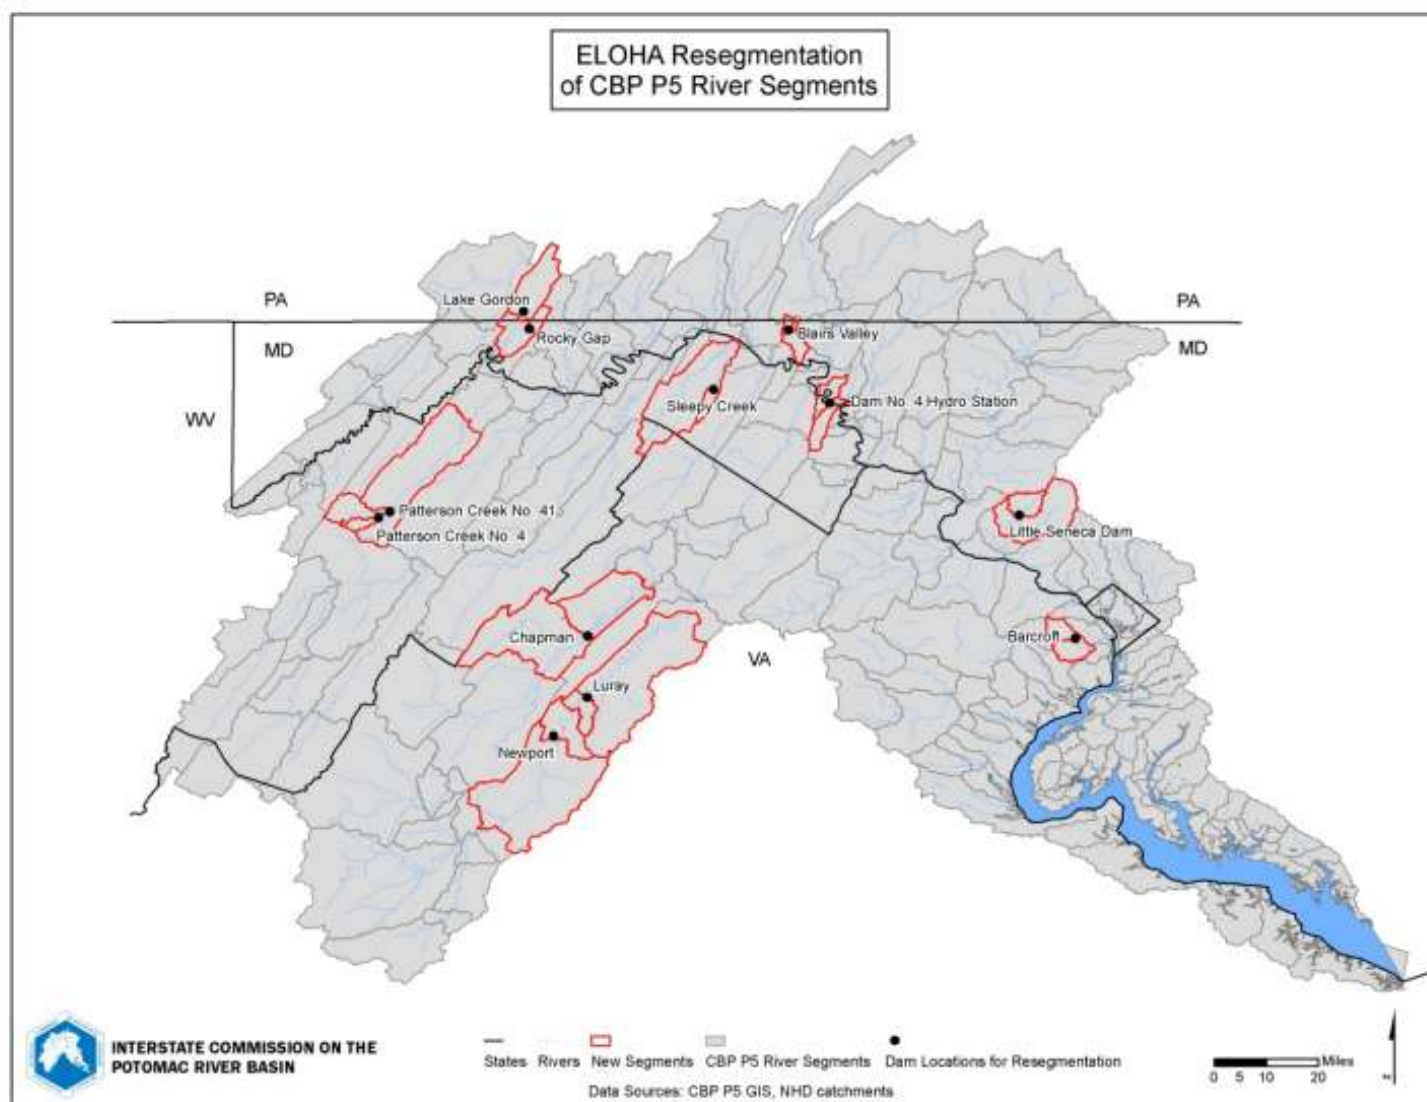 ELOHA Resegmentation
of CBP P5 River Segments
PA
PA
Lake Gordon
Rocky Gap
Blairs Valley
MD
MD
WV
Sleepy Creek
Dam No. 4 Hydro Station
Patterson Creek No. 41
Patterson Creek No. 4
Little Seneca Dam
Chapman
Barcroft
VA
Luray
Newport
INTERSTATE COMMISSION ON THE
POTOMAC RIVER BASIN
States Rivers New Segments CBP P5 River Segments Dam Locations for Resegmentation
Data Sources: CBP P5 GIS, NHD catchments
Miles
0 5 10 20
N